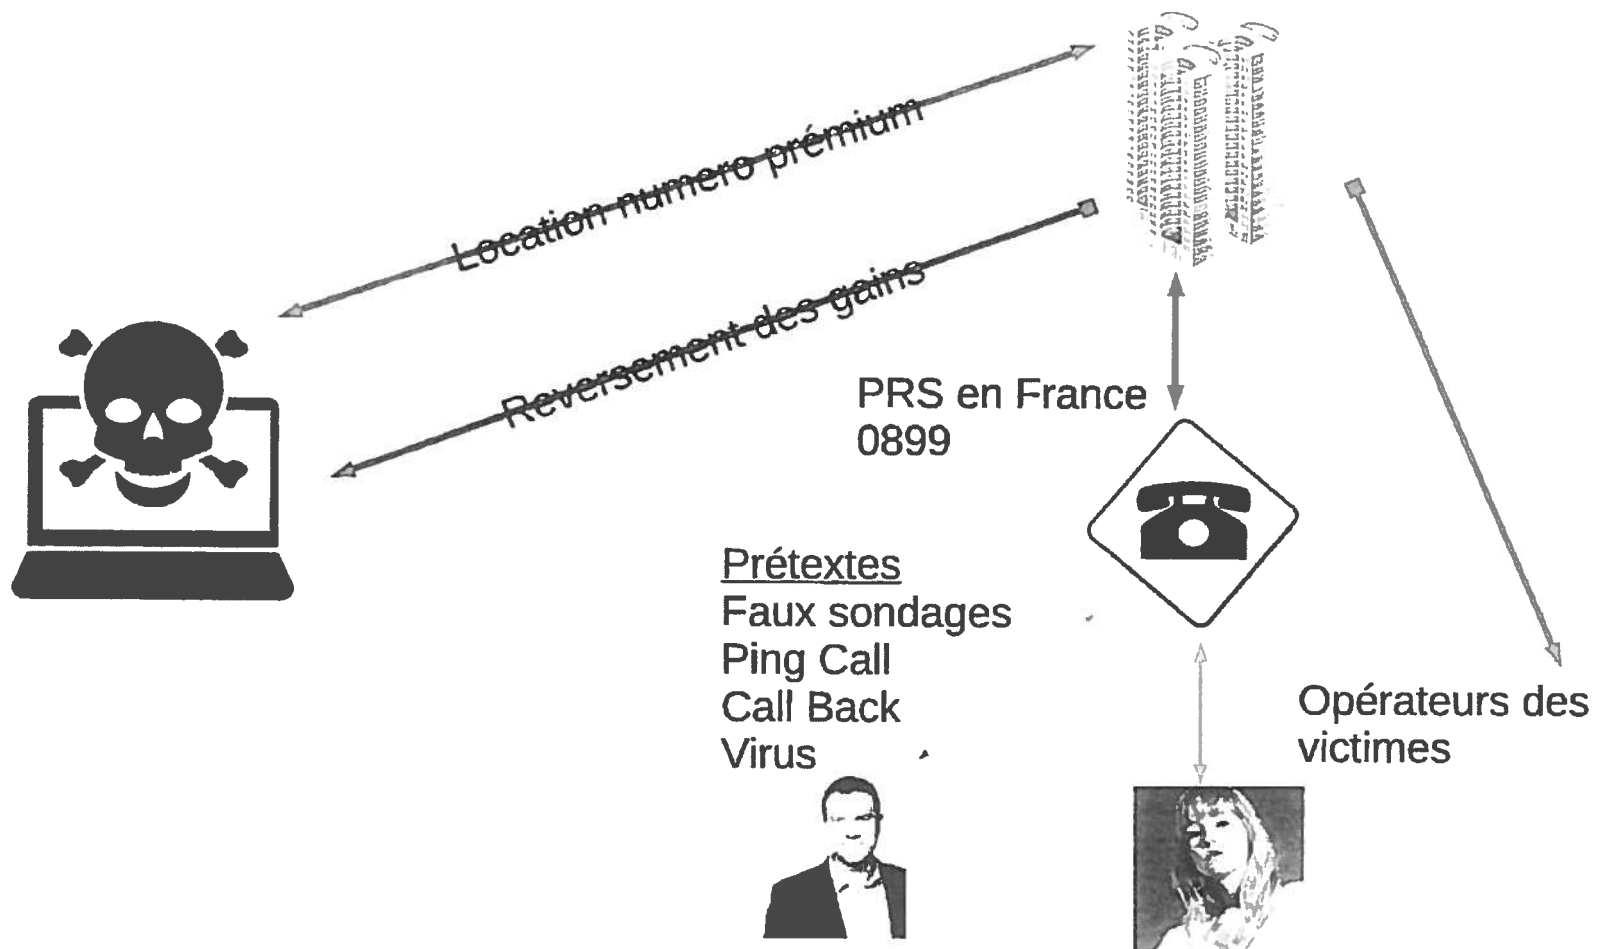 Location numero prémium
Reversement des gains
PRS en France
0899
Prétextes
Faux sondages
Ping Call
Call Back
Virus
Opérateurs des
victimes